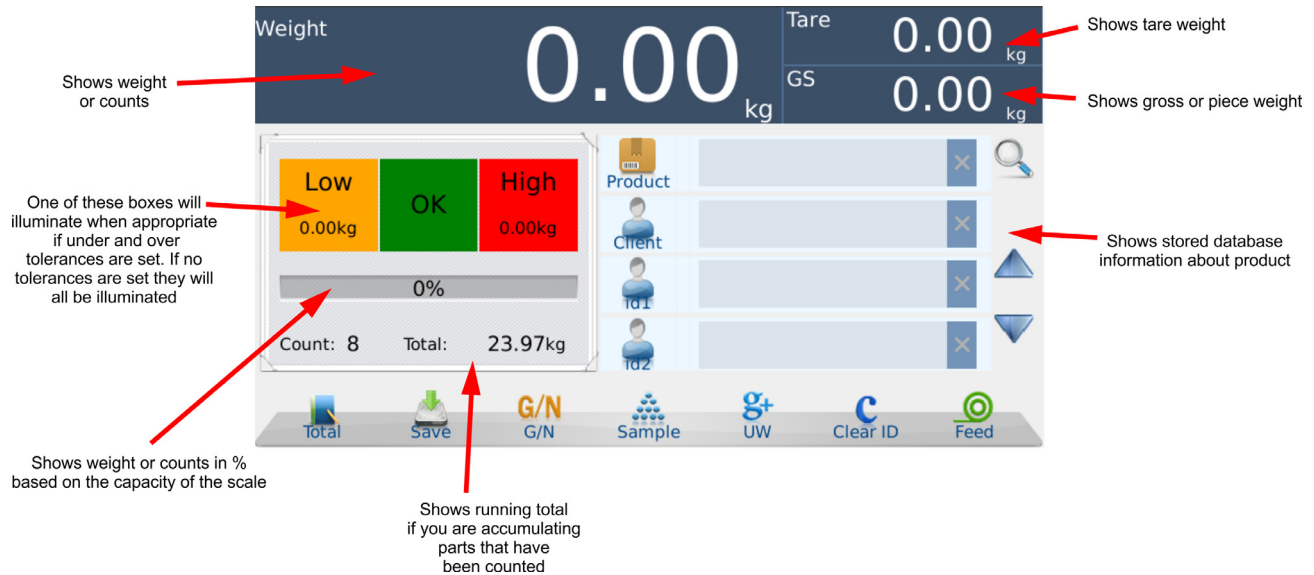 Weight
0.00
kg
Tare
0.00
kg
GS
0.00
kg
Shows tare weight
Shows weight
or counts
Shows gross or piece weight
Low
0.00kg
OK
High
0.00kg
One of these boxes will
illuminate when appropriate
if under and over
tolerances are set. If no
tolerances are set they will
all be illuminated
0%
Count: 8 Total: 23.97kg
Product
Client
id1
id2
Shows stored database
information about product
G/N
g+
C
Total Save G/N Sample UW Clear ID Feed
Shows weight or counts in %
based on the capacity of the scale
Shows running total
if you are accumulating
parts that have
been counted